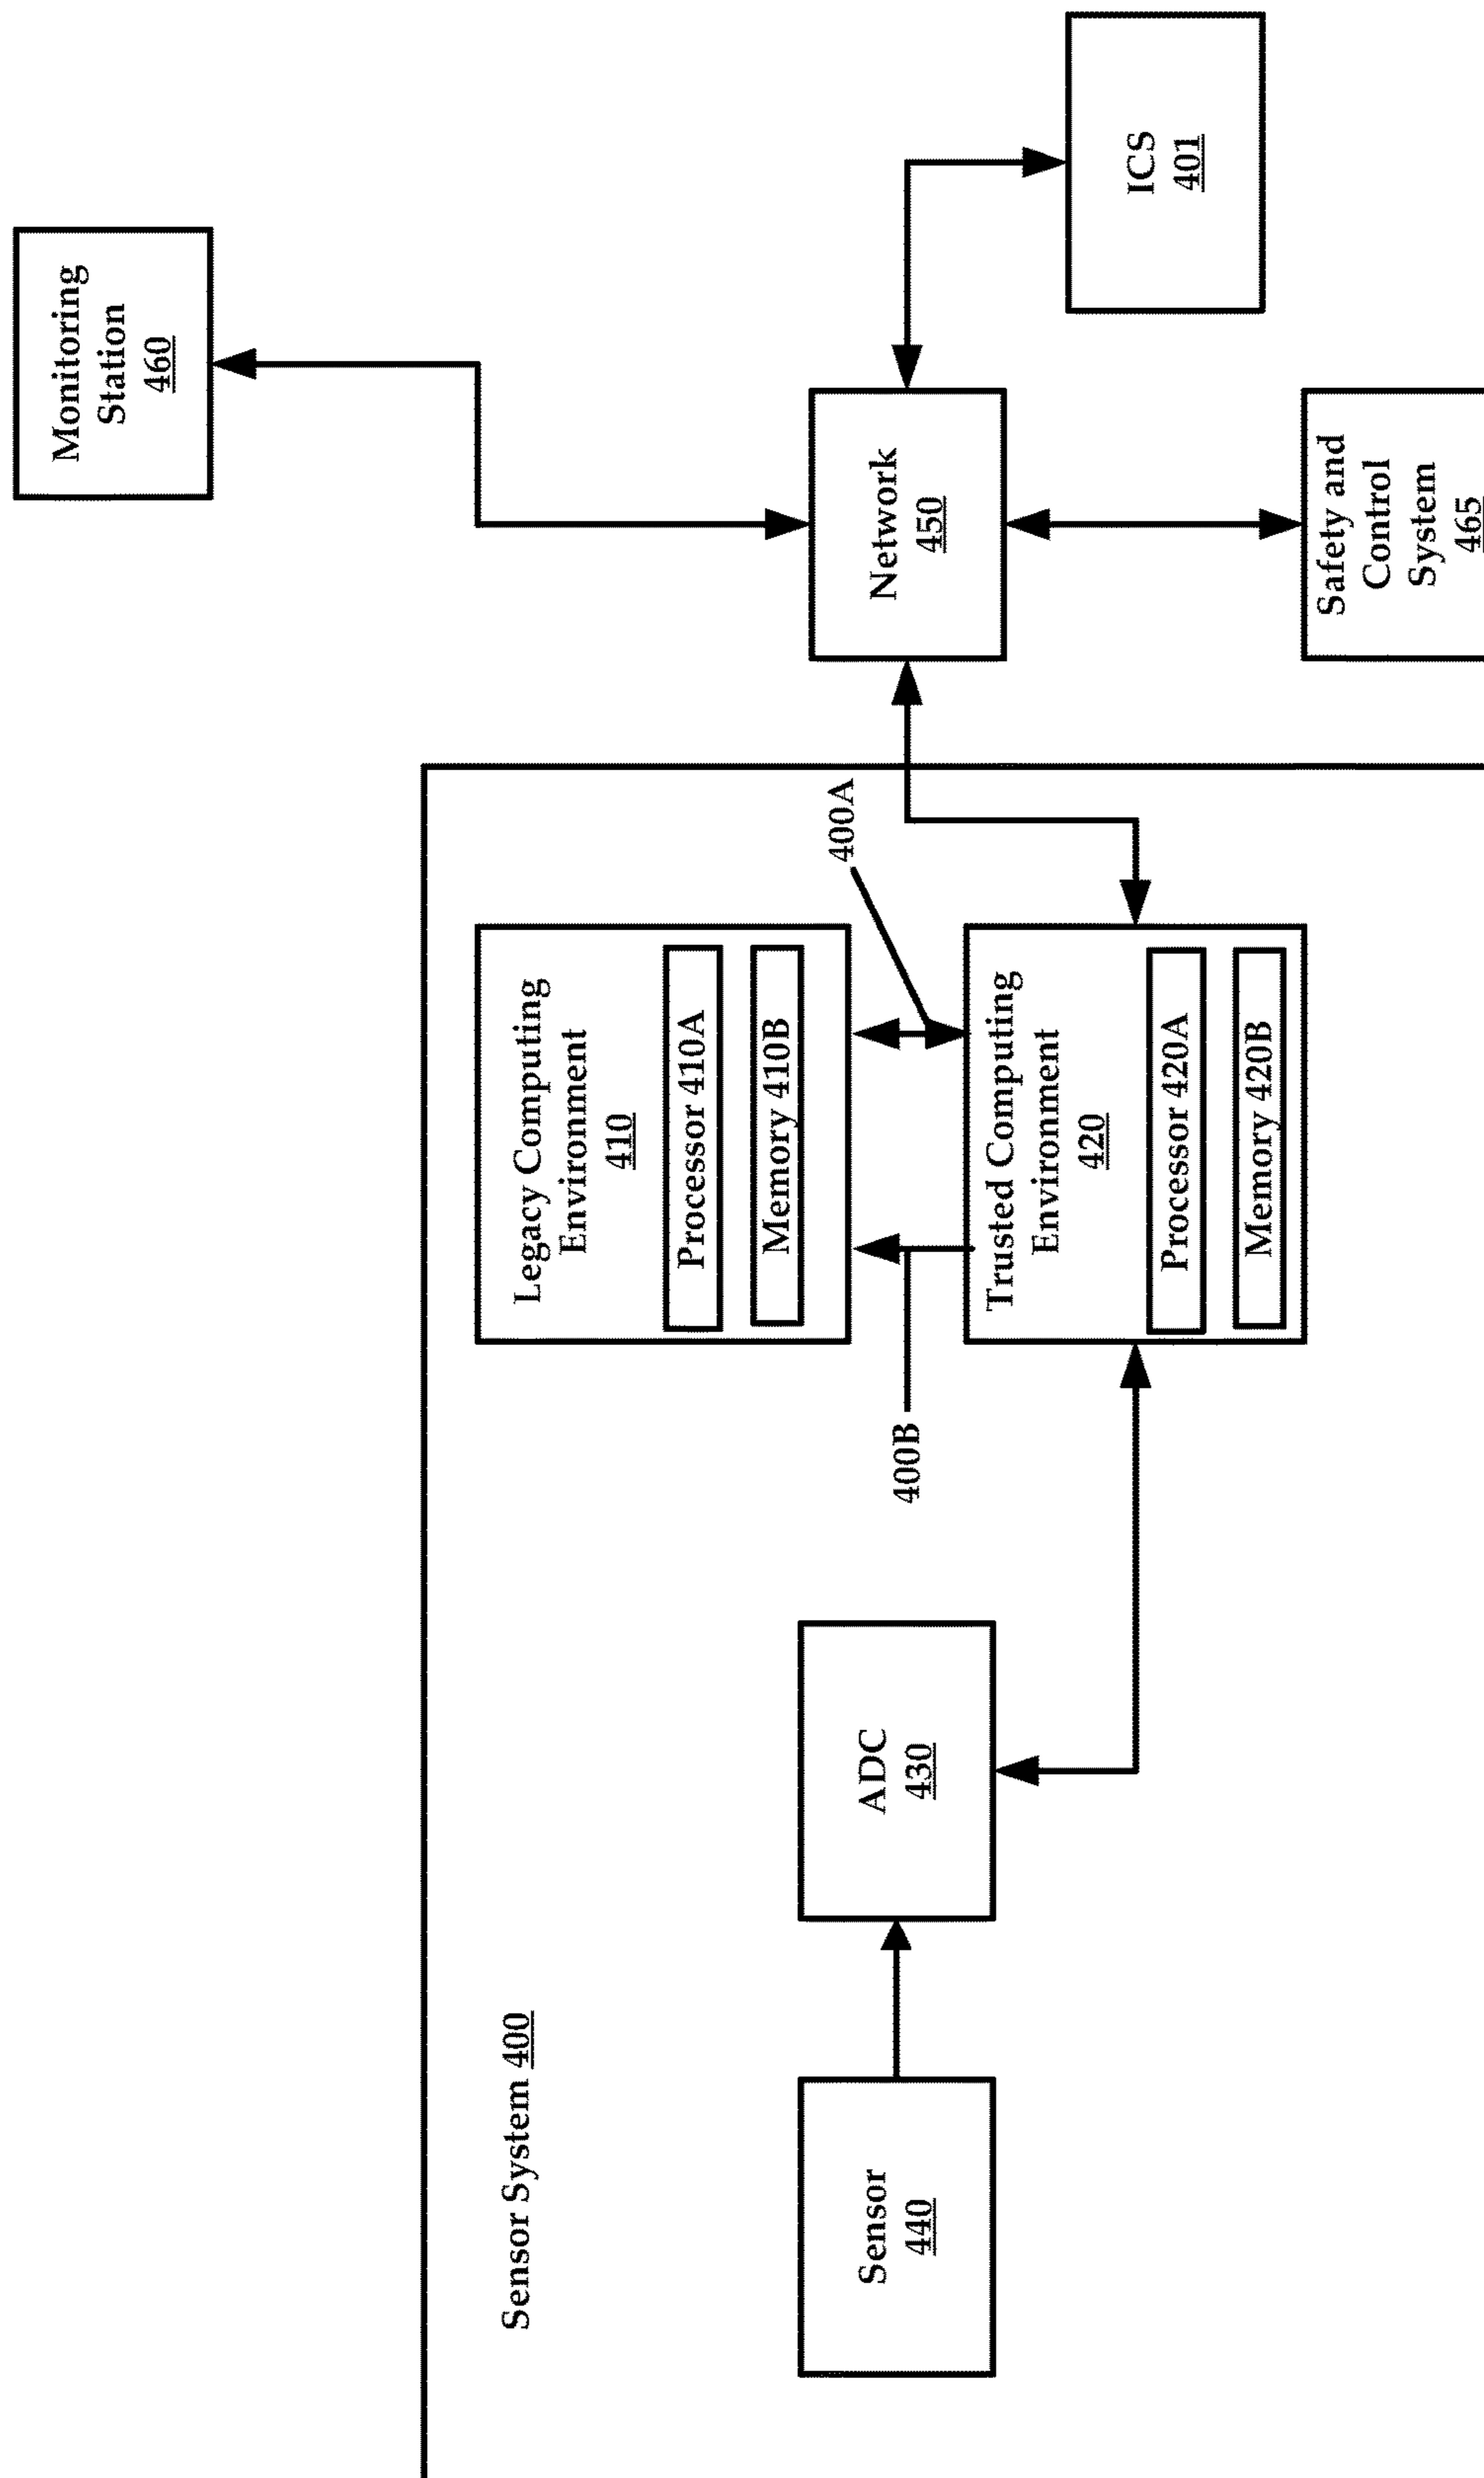 Monitoring
Station
460
Sensor System 400
Legacy Computing
Environment
410
Processor 410A
Memory 410B
400A
400B
Sensor
440
ADC
430
Trusted Computing
Environment
420
Processor 420A
Memory 420B
Network
450
ICS
401
Safety and
Control
System
465